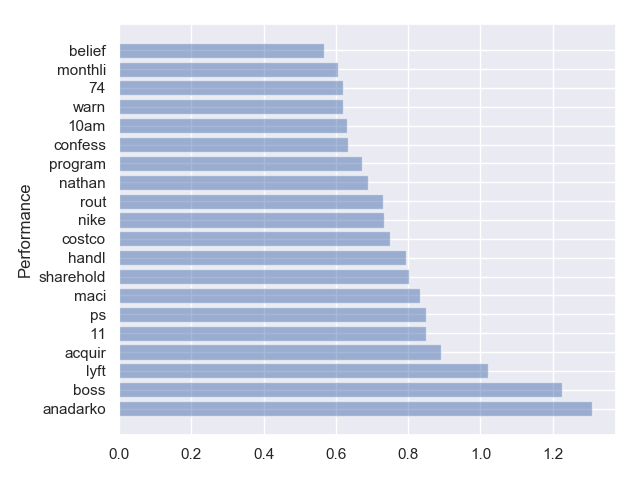 belief
monthli
74
warn
10am
confess
program
nathan
rout
nike
costco
handl
sharehold
maci
ps
11
acquir
lyft
boss
anadarko
Performance
0.0 0.2 0.4 0.6 0.8 1.0 1.2